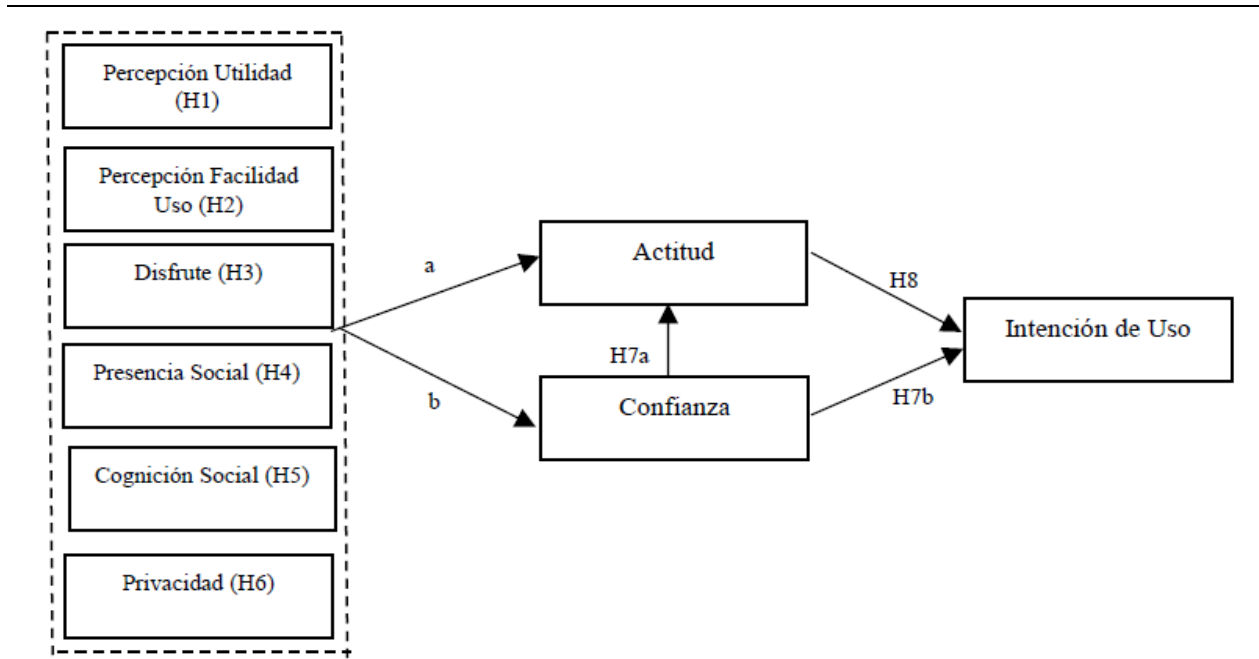 Percepción Utilidad
(H1)
Percepción Facilidad
Uso (H2)
Disfrute (H3)
Presencia Social (H4)
Cognición Social (H5)
Privacidad (H6)
a
b
Actitud
H7a
Confianza
H8
H7b
Intención de Uso